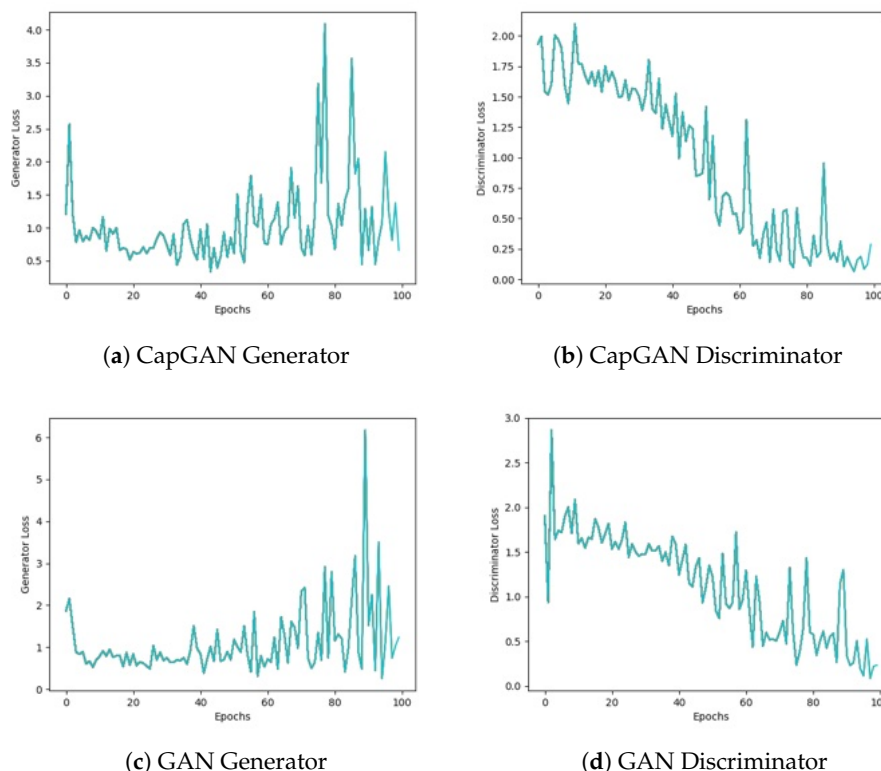 4.0
3.5
3.0
2.5
2.0
1.5
1.0
0.5
Generator Loss
0 20 40 60 80 100
Epochs
(a) CapGAN Generator
2.00
1.75
1.50
1.25
1.00
0.75
0.50
0.25
0.00
Discriminator Loss
0 20 40 60 80 100
Epochs
(b) CapGAN Discriminator
6
5
4
3
2
1
0
Generator Loss
0 20 40 60 80 100
Epochs
(c) GAN Generator
3.0
2.5
2.0
1.5
1.0
0.5
0.0
Discriminator Loss
0 20 40 60 80
Epochs
(d) GAN Discriminator